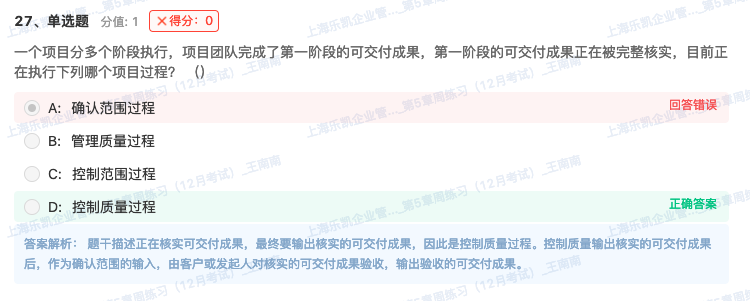 27、单选题 分值: 1 ✕得分：0
一个项目分多个阶段执行，项目团队完成了第一阶段的可交付成果，第一阶段的可交付成果正在被完整核实，目前正
在执行下列哪个项目过程？ （）
A: 确认范围过程 回答错误
B: 管理质量过程
C: 控制范围过程
D: 控制质量过程 正确答案
答案解析: 题干描述正在核实可交付成果，最终要输出核实的可交付成果，因此是控制质量过程。控制质量输出核实的可交付成果
后，作为确认范围的输入，由客户或发起人对核实的可交付成果验收，输出验收的可交付成果。
上海乐凯企业管..._第5章周练习（12月考试）_王南南